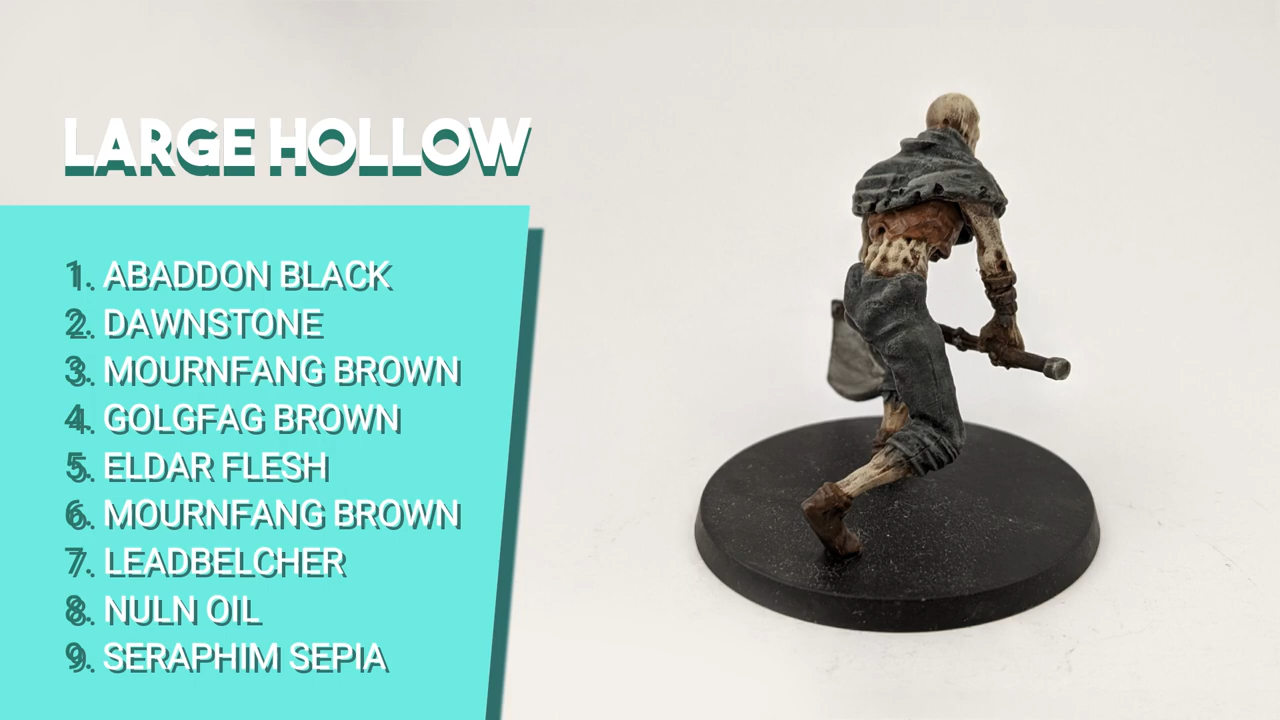 LARGE HOLLOW
1. ABADDON BLACK
2. DAWNSTONE
3. MOURNFANG BROWN
4. GOLGFAG BROWN
5. ELDAR FLESH
6. MOURNFANG BROWN
7. LEADBELCHER
8. NULN OIL
9. SERAPHIM SEPIA